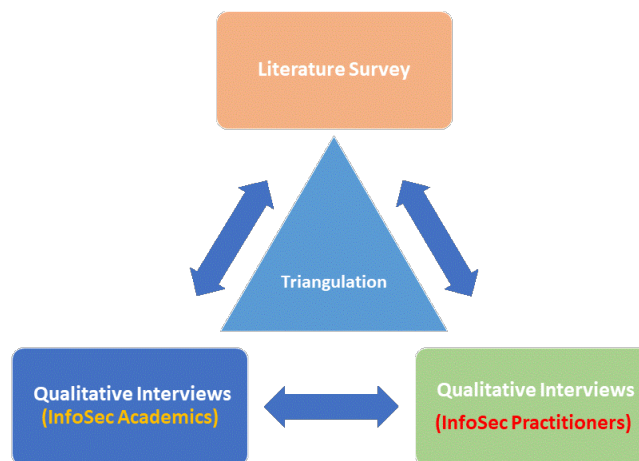 Literature Survey
Triangulation
Qualitative Interviews
(InfoSec Academics)
Qualitative Interviews
(InfoSec Practitioners)